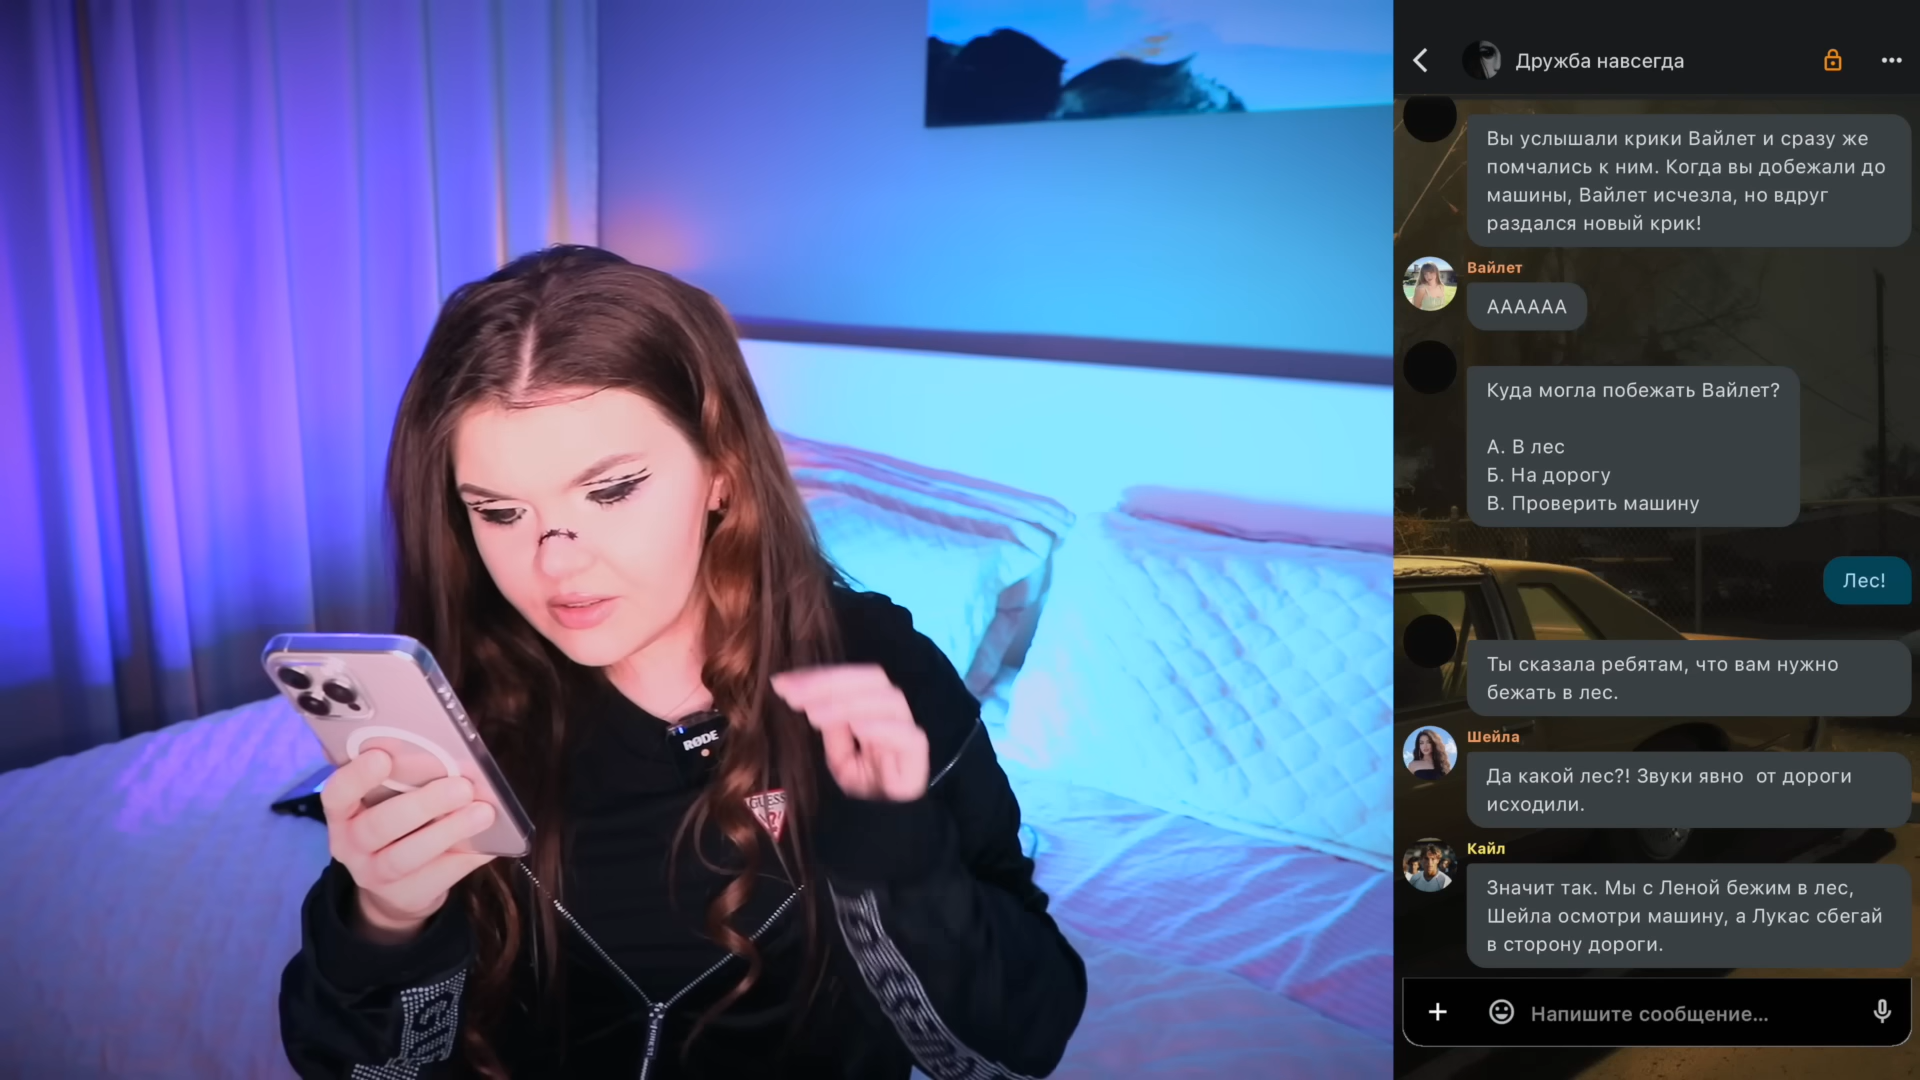 Дружба навсегда
Вы услышали крики Вайлет и сразу же
помчались к ним. Когда вы добежали до
машины, Вайлет исчезла, но вдруг
раздался новый крик!
Вайлет
АААААА
Куда могла побежать Вайлет?
А. В лес
Б. На дорогу
В. Проверить машину
Лес!
Ты сказала ребятам, что вам нужно
бежать в лес.
Шейла
Да какой лес?! Звуки явно  от дороги
исходили.
Кайл
Значит так. Мы с Леной бежим в лес,
Шейла осмотри машину, а Лукас сбегай
в сторону дороги.
Напишите сообщение...
RØDE
GUESS
?